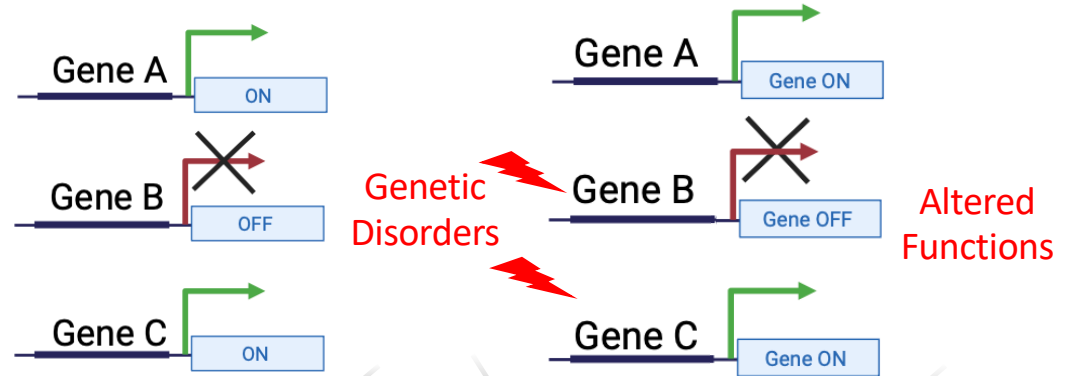 Gene A
ON
Gene B
OFF
Gene C
ON
Genetic
Disorders
Gene A
Gene ON
Gene B
Gene OFF
Gene C
Gene ON
Altered
Functions